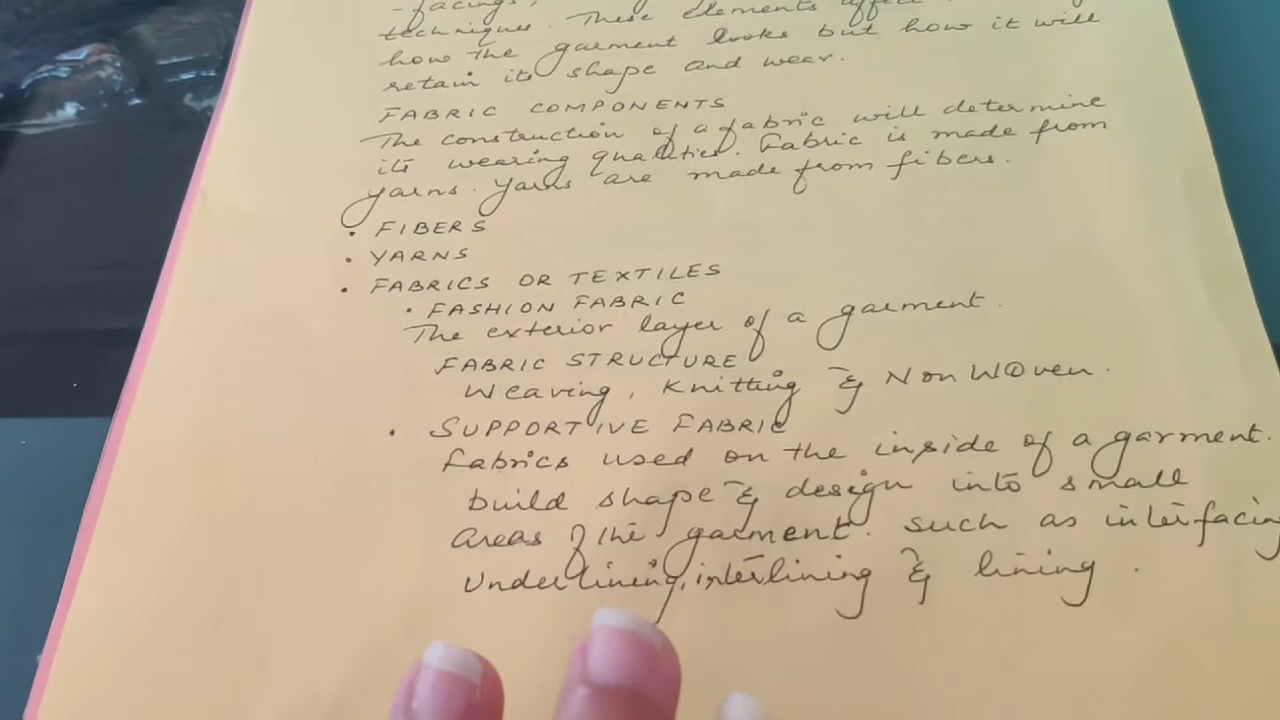 - facings,
techniques. These elements affect
how the garment looks but how it will
retain its shape and wear.
FABRIC COMPONENTS
The construction of a fabric will determine
its wearing qualities. Fabric is made from
yarns. Yarns are made from fibers.
• FIBERS
• YARNS
• FABRICS OR TEXTILES
• FASHION FABRIC
The exterior layer of a garment.
FABRIC STRUCTURE
Weaving, Knitting & Non Woven.
• SUPPORTIVE FABRIC
Fabrics used on the inside of a garment.
build shape & design into small
areas of the garment. such as interfacing
Underlining, interlining & lining.